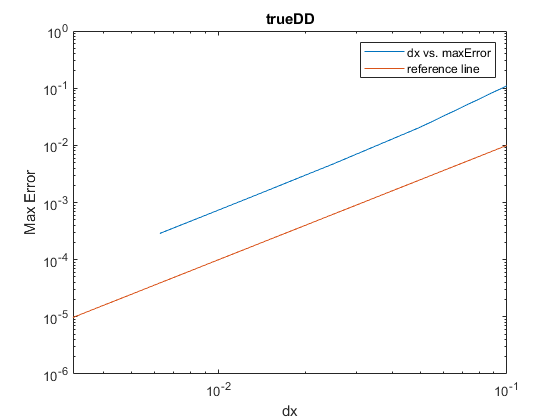 trueDD
10^0
dx vs. maxError
reference line
10^-1
10^-2
Max Error
10^-3
10^-4
10^-5
10^-6
10^-2
10^-1
dx